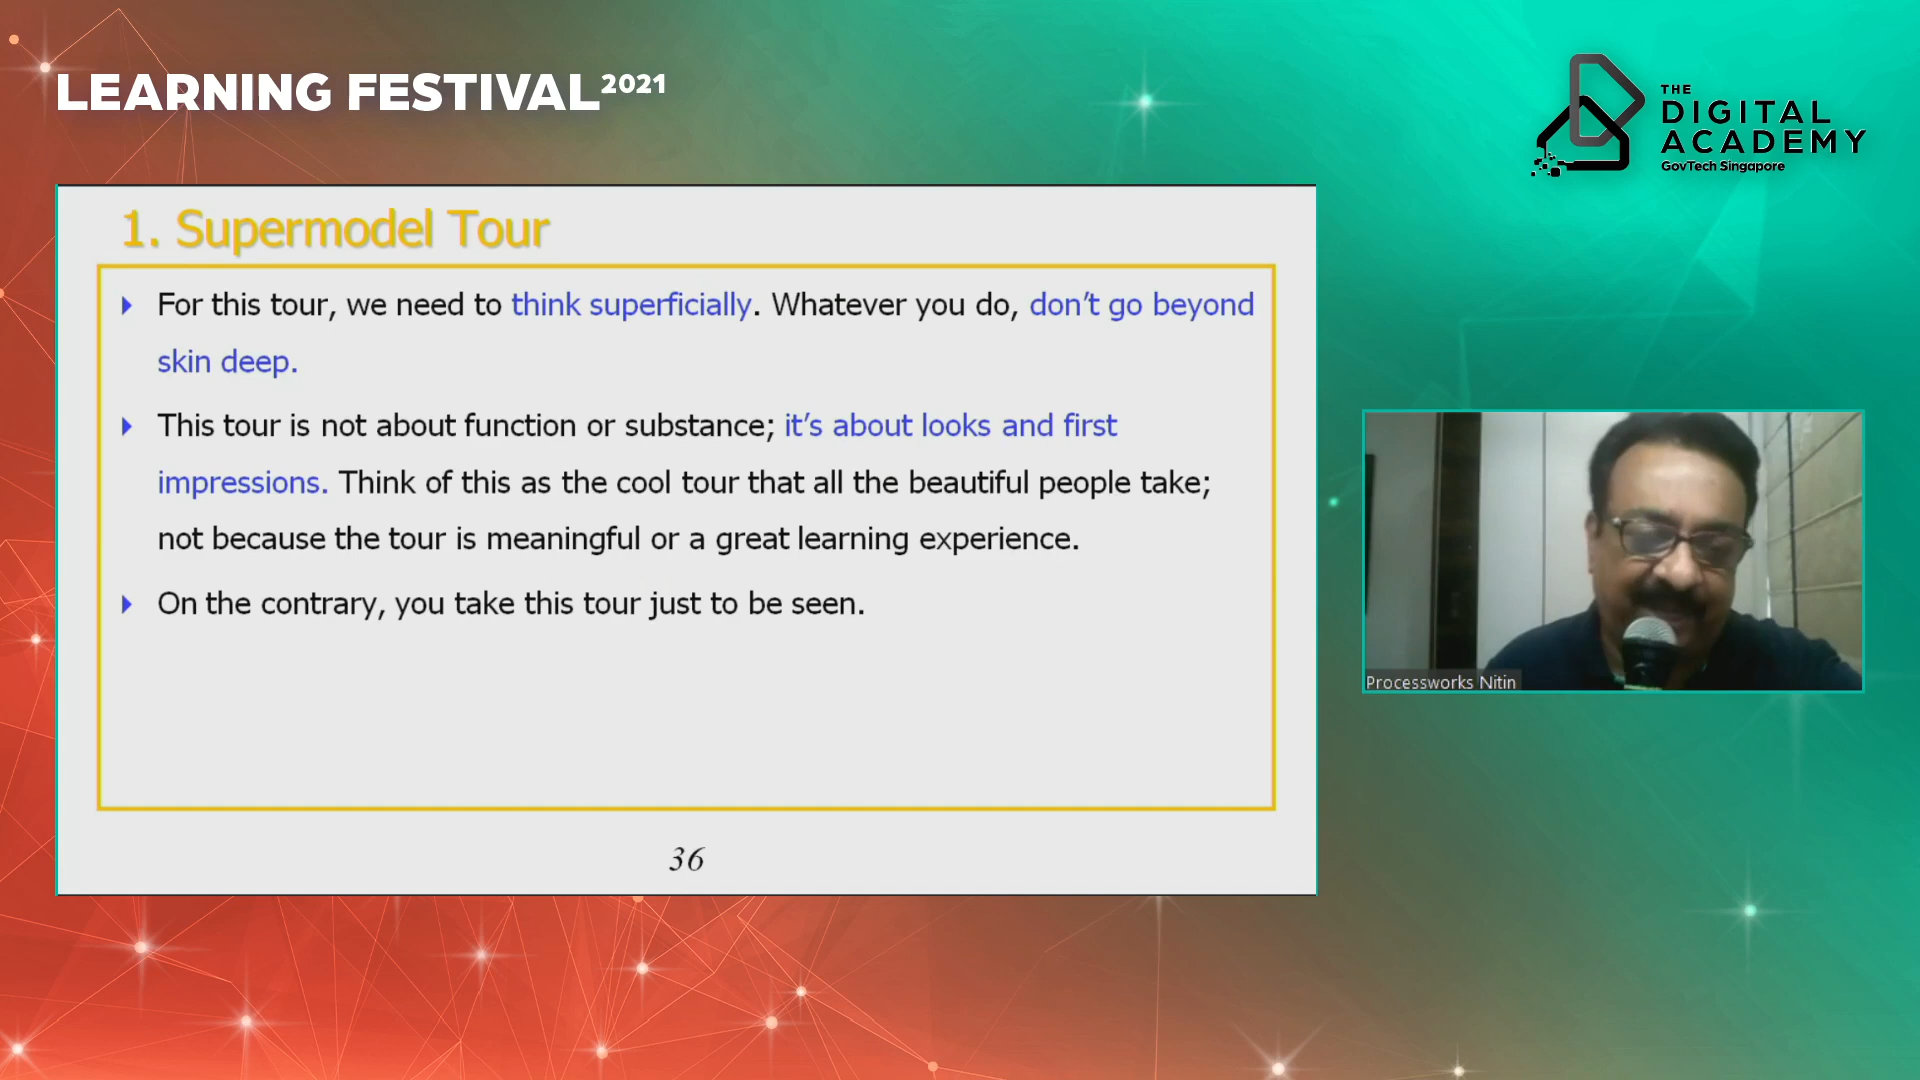 LEARNING FESTIVAL 2021
THE
DIGITAL
ACADEMY
GovTech Singapore
1. Supermodel Tour
For this tour, we need to think superficially. Whatever you do, don't go beyond
skin deep.
This tour is not about function or substance; it's about looks and first
impressions. Think of this as the cool tour that all the beautiful people take;
not because the tour is meaningful or a great learning experience.
On the contrary, you take this tour just to be seen.
36
Processworks Nitin